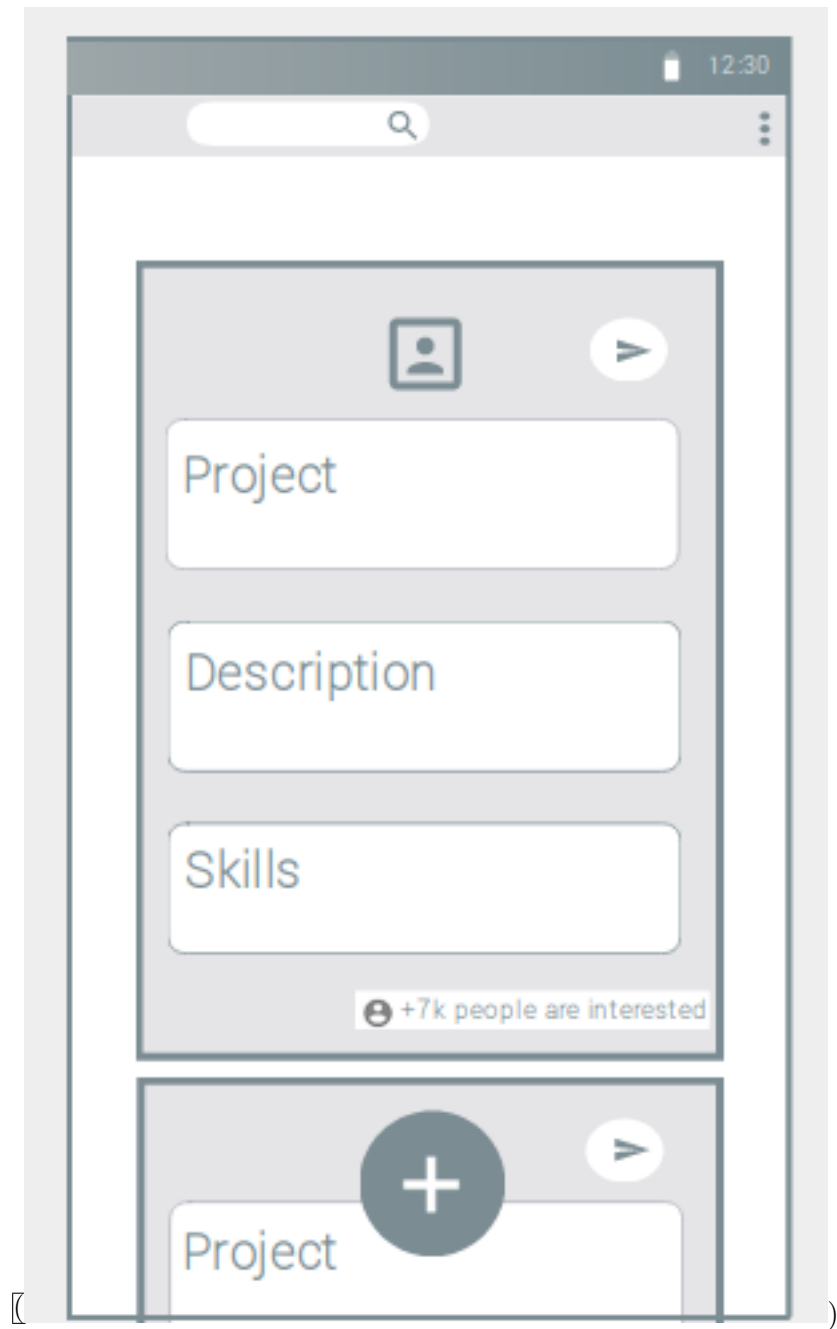 12:30
Project
Description
Skills
+7k people are interested
Project
( )